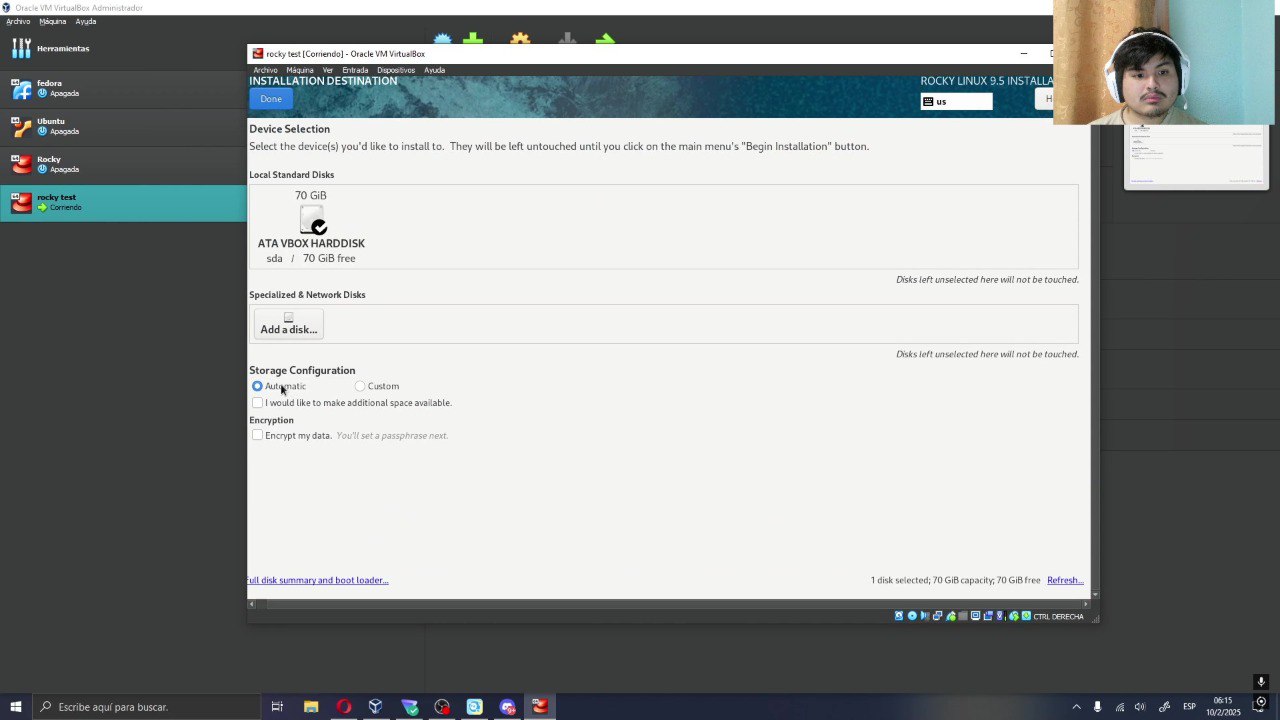 Oracle VM VirtualBox Administrador
Archivo Máquina Ayuda
Herramientas
fedora
Apagada
Ubuntu
Apagada
Rocky
Apagada
rocky test
Corriendo
rocky test [Corriendo] - Oracle VM VirtualBox
Archivo Máquina Ver Entrada Dispositivos Ayuda
INSTALLATION DESTINATION
ROCKY LINUX 9.5 INSTALLA
Done
us
H
Device Selection
Select the device(s) you'd like to install to. They will be left untouched until you click on the main menu's "Begin Installation" button.
Local Standard Disks
70 GiB
ATA VBOX HARDDISK
sda / 70 GiB free
Disks left unselected here will not be touched.
Specialized & Network Disks
Add a disk...
Disks left unselected here will not be touched.
Storage Configuration
Automatic Custom
I would like to make additional space available.
Encryption
Encrypt my data. You'll set a passphrase next.
Full disk summary and boot loader...
1 disk selected; 70 GiB capacity; 70 GiB free Refresh...
CTRL DERECHA
Escribe aquí para buscar.
ESP
06:15
10/2/2025